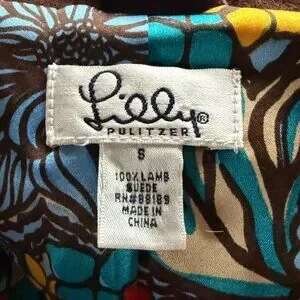 Lilly®
PULITZER
S
100% LAMB
SUEDE
RN#89189
MADE IN
CHINA